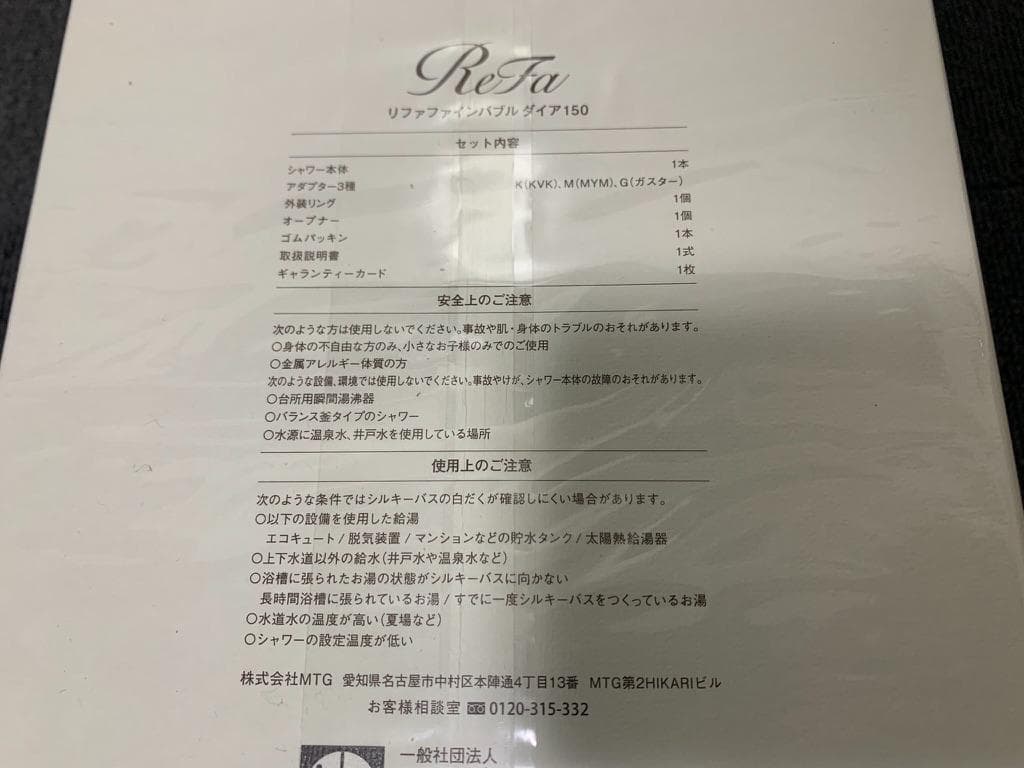 ReFa
リファファインバブル ダイア150
セット内容
シャワー本体 1本
アダプター3種 K(KVK)、M(MYM)、G(ガスター)
外装リング 1個
オープナー 1個
ゴムパッキン 1本
取扱説明書 1式
ギャランティーカード 1枚
安全上のご注意
次のような方は使用しないでください。事故や肌・身体のトラブルのおそれがあります。
○身体の不自由な方のみ、小さなお子様のみでのご使用
○金属アレルギー体質の方
次のような設備、環境では使用しないでください。事故やけが、シャワー本体の故障のおそれがあります。
○台所用瞬間湯沸器
○バランス釜タイプのシャワー
○水源に温泉水、井戸水を使用している場所
使用上のご注意
次のような条件ではシルキーバスの白だくが確認しにくい場合があります。
○以下の設備を使用した給湯
エコキュート/脱気装置/マンションなどの貯水タンク/太陽熱給湯器
○上下水道以外の給水(井戸水や温泉水など)
○浴槽に張られたお湯の状態がシルキーバスに向かない
長時間浴槽に張られているお湯/すでに一度シルキーバスをつくっているお湯
○水道水の温度が高い(夏場など)
○シャワーの設定温度が低い
株式会社MTG 愛知県名古屋市中村区本陣通4丁目13番 MTG第2HIKARIビル
お客様相談室 0120-315-332
一般社団法人